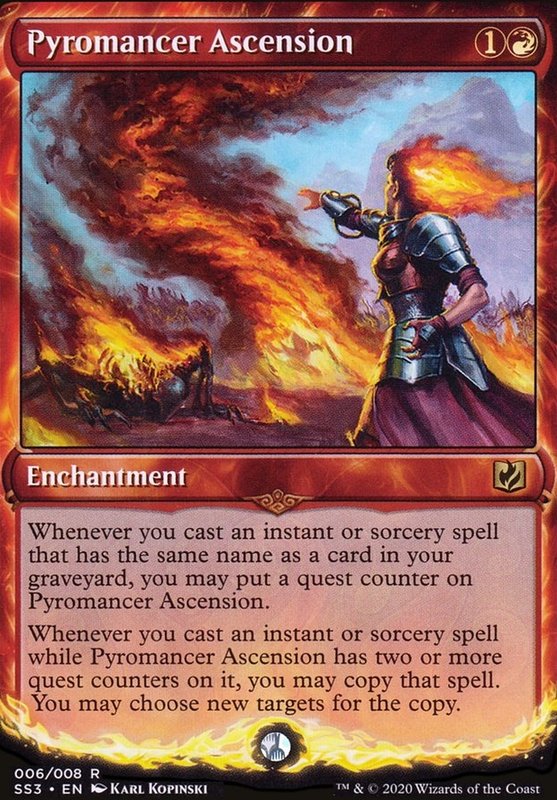 Pyromancer Ascension 1
Enchantment
Whenever you cast an instant or sorcery spell
that has the same name as a card in your
graveyard, you may put a quest counter on
Pyromancer Ascension.
Whenever you cast an instant or sorcery spell
while Pyromancer Ascension has two or more
quest counters on it, you may copy that spell.
You may choose new targets for the copy.
006/008 R
SS3 • EN Karl Kopinski ™ & © 2020 Wizards of the Coast